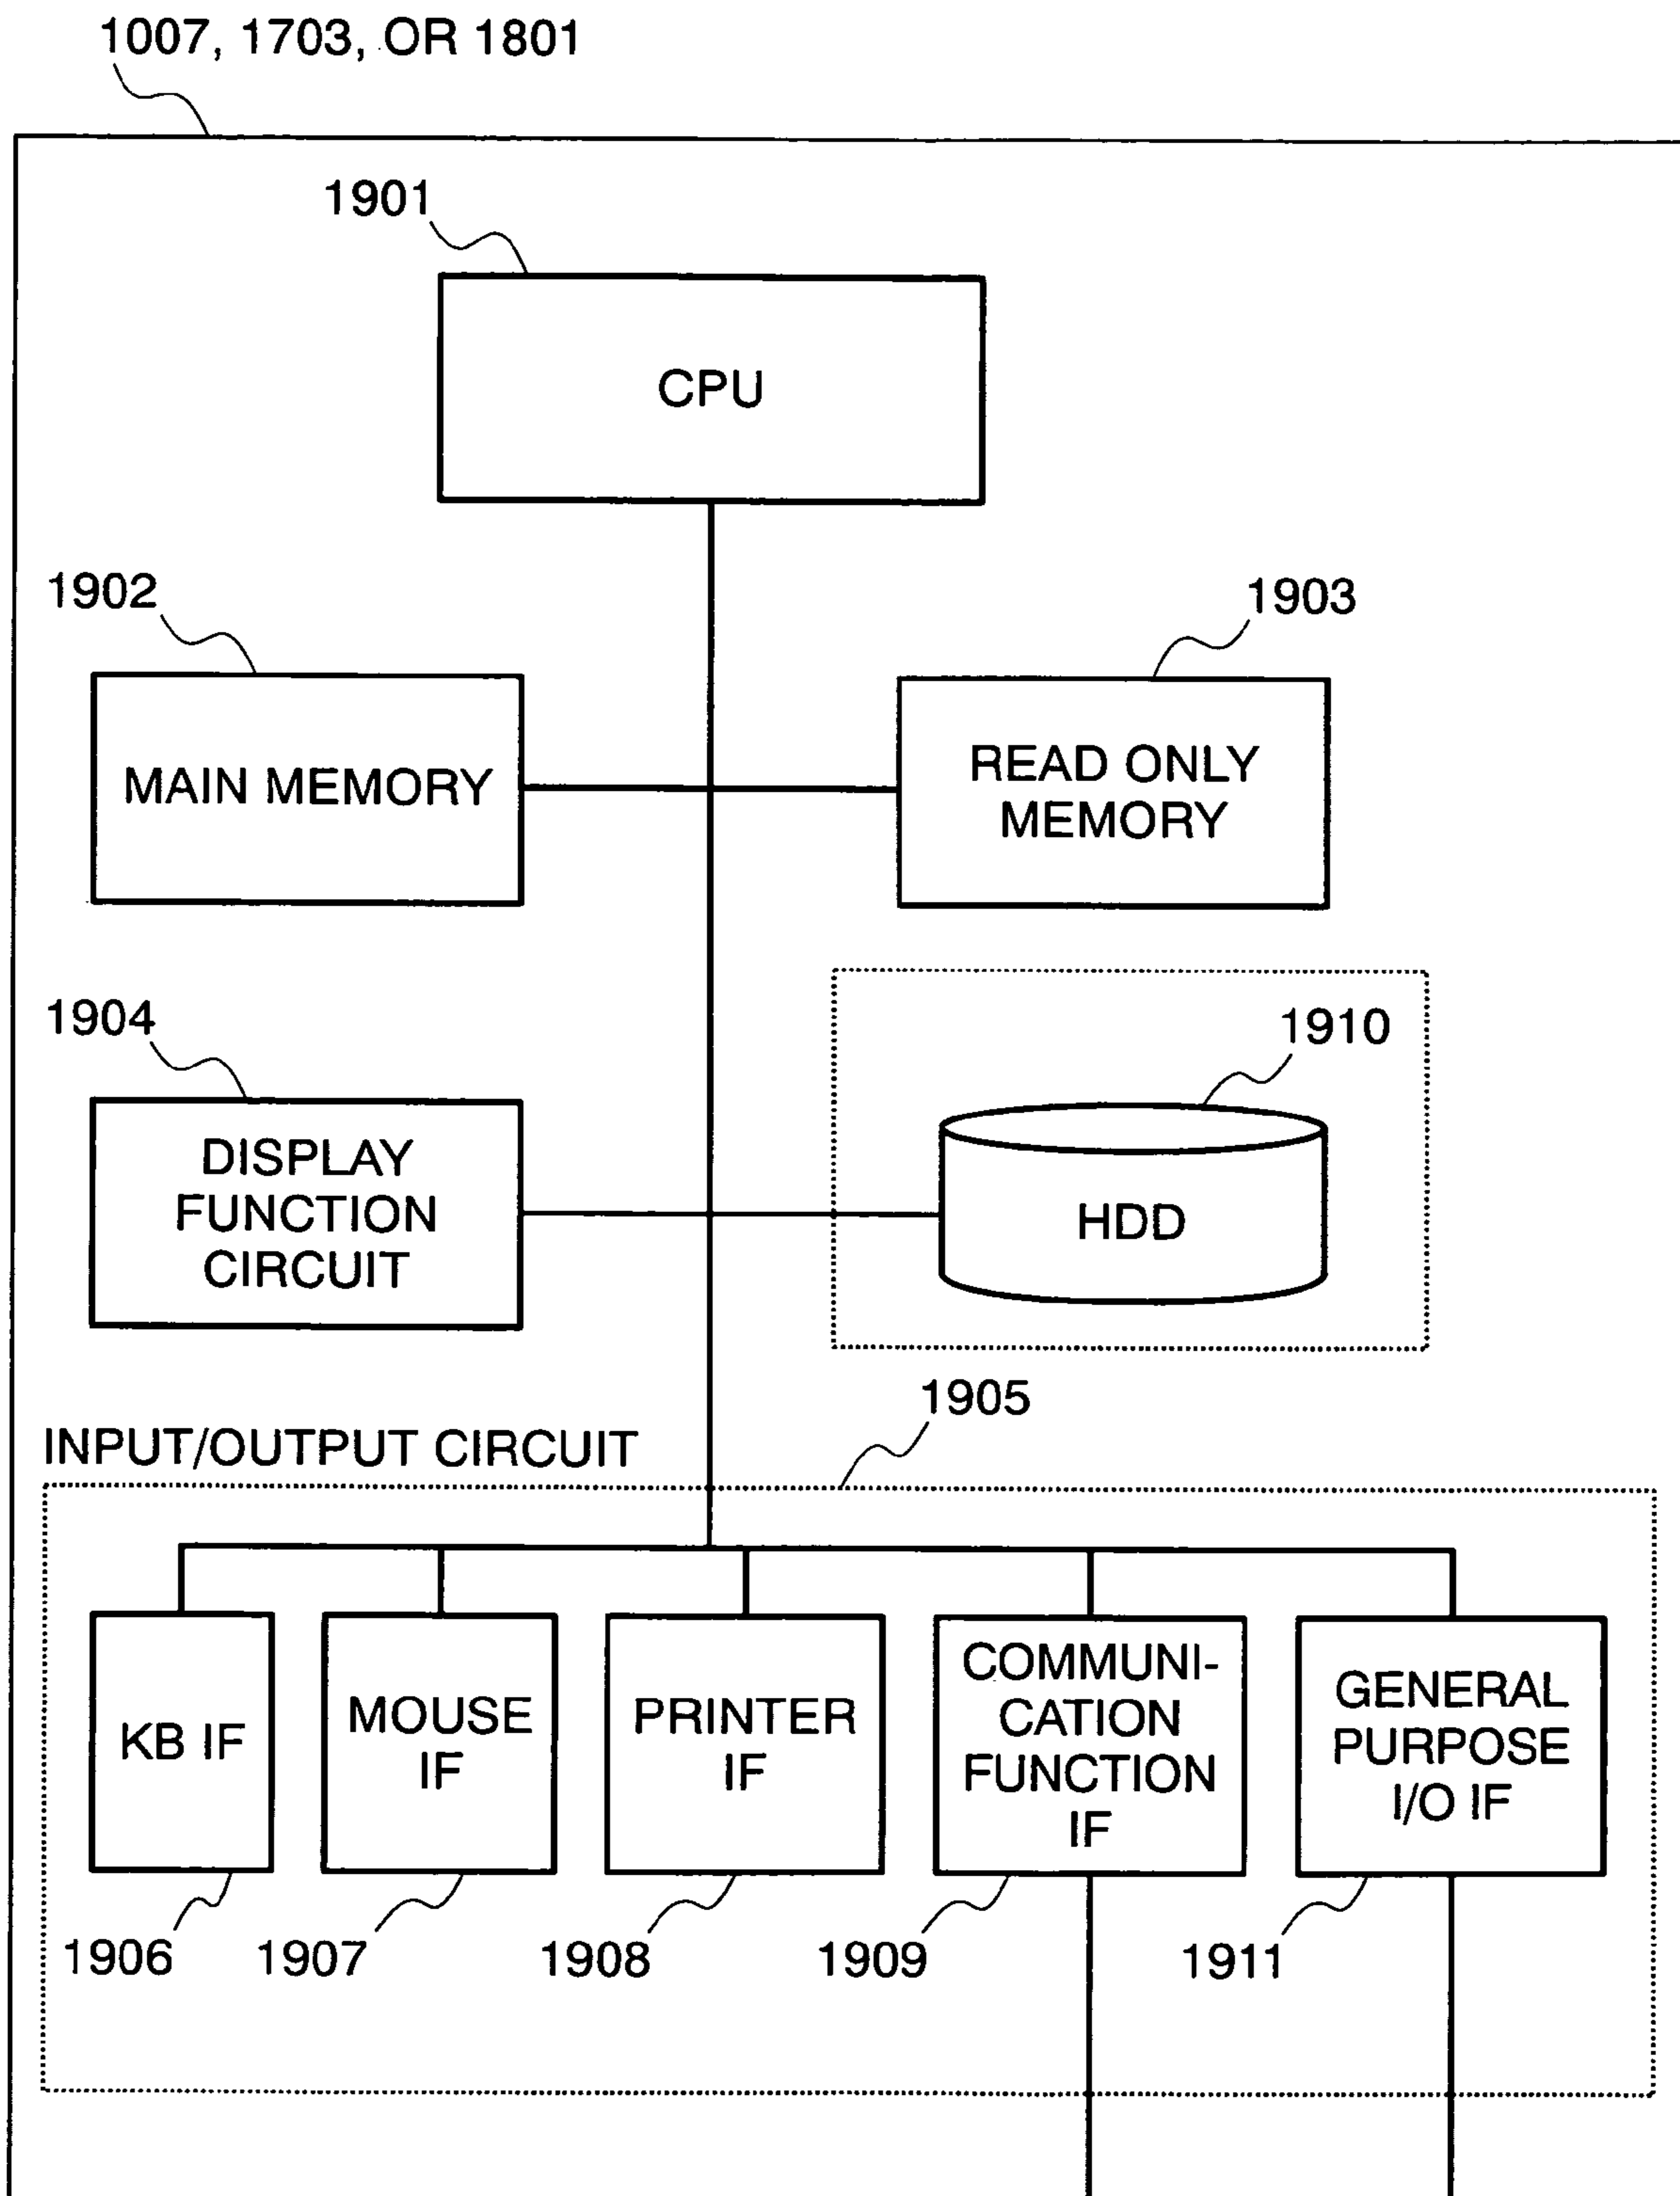 1007, 1703, OR 1801
1901
CPU
1902
1903
MAIN MEMORY
READ ONLY
MEMORY
1904
1910
DISPLAY
FUNCTION
CIRCUIT
HDD
1905
INPUT/OUTPUT CIRCUIT
KB IF
MOUSE
IF
PRINTER
IF
COMMUNI-
CATION
FUNCTION
IF
GENERAL
PURPOSE
I/O IF
1906
1907
1908
1909
1911